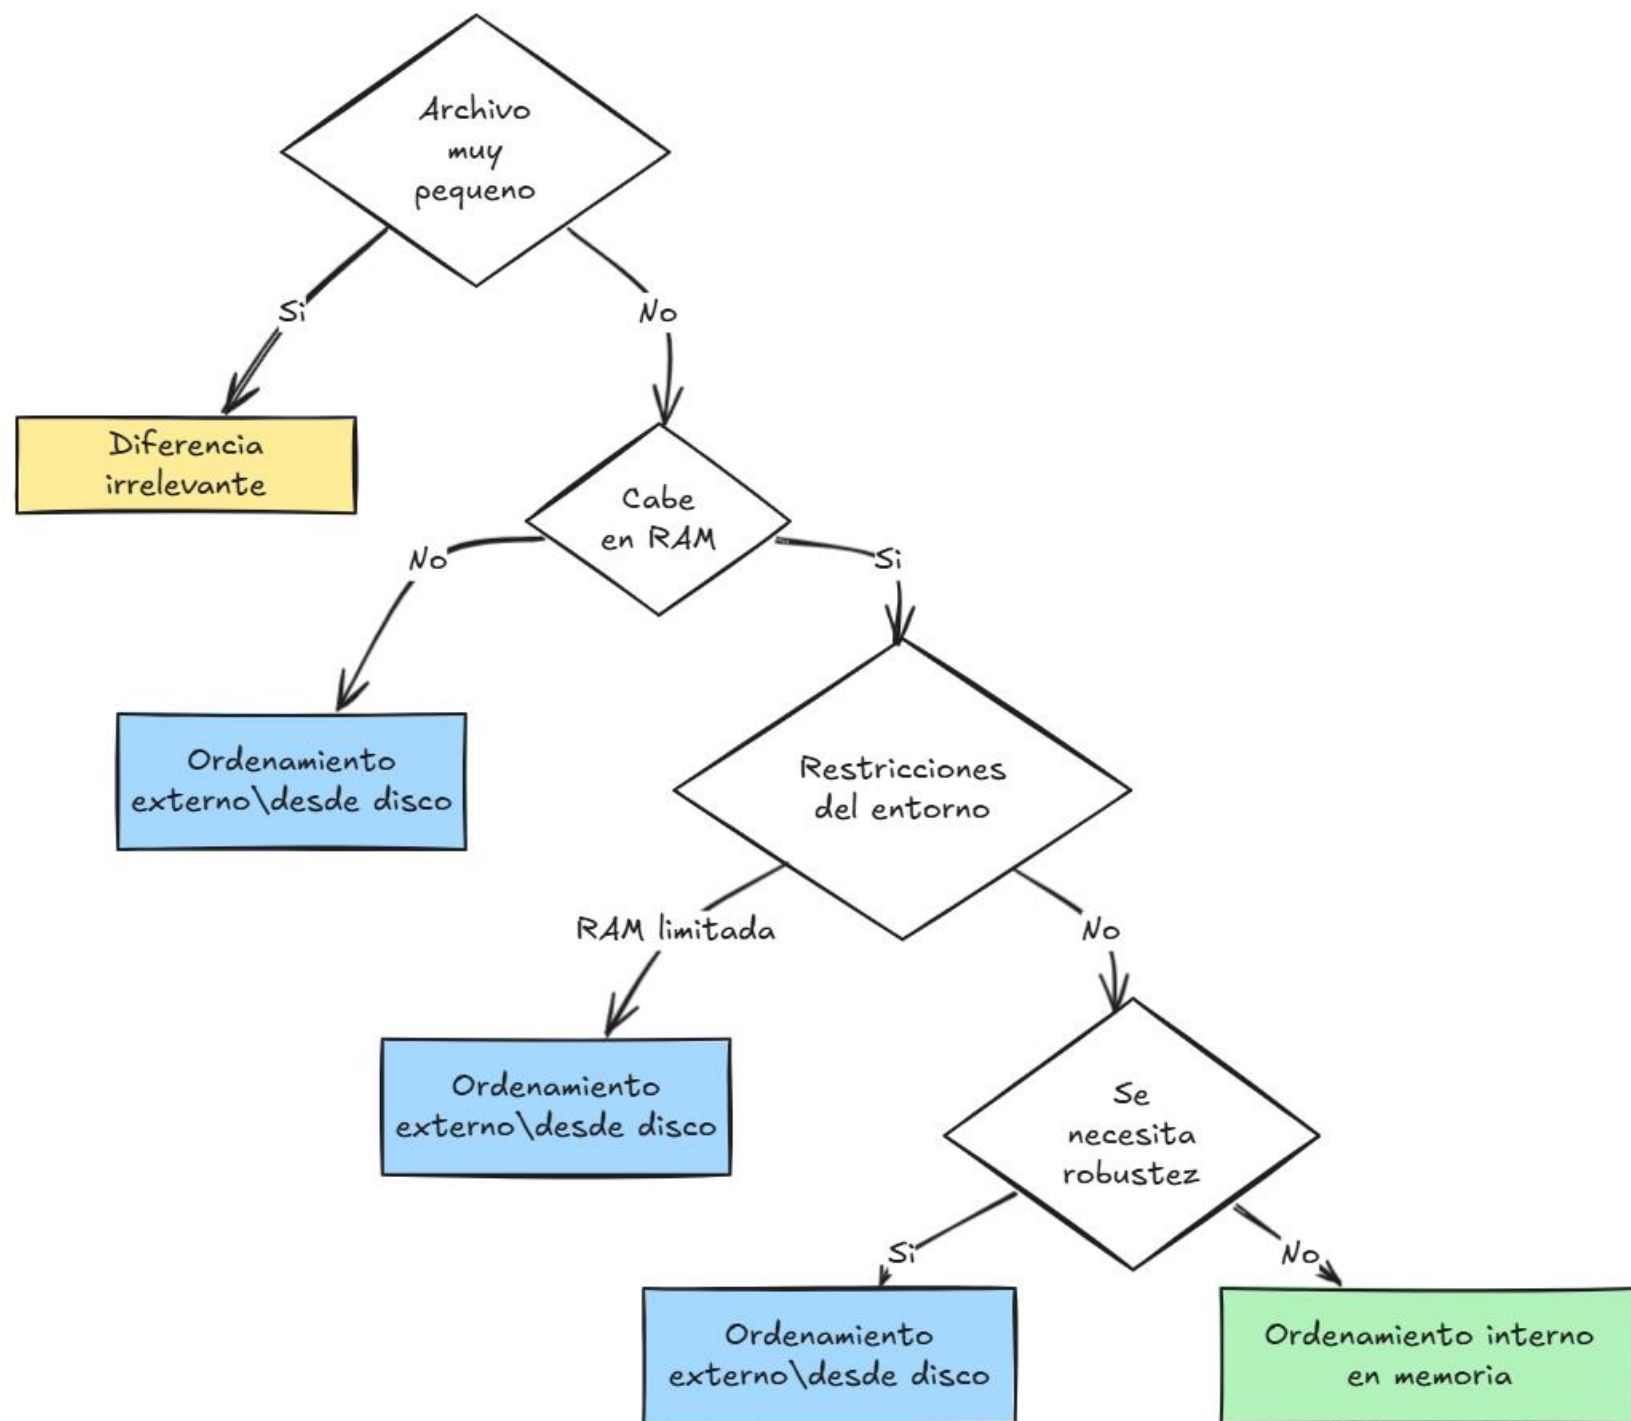 Archivo
muy
pequeno
Si
No
Diferencia
irrelevante
Cabe
en RAM
No
Si
Ordenamiento
externo\desde disco
Restricciones
del entorno
RAM limitada
No
Ordenamiento
externo\desde disco
Se
necesita
robustez
Si
No
Ordenamiento
externo\desde disco
Ordenamiento interno
en memoria